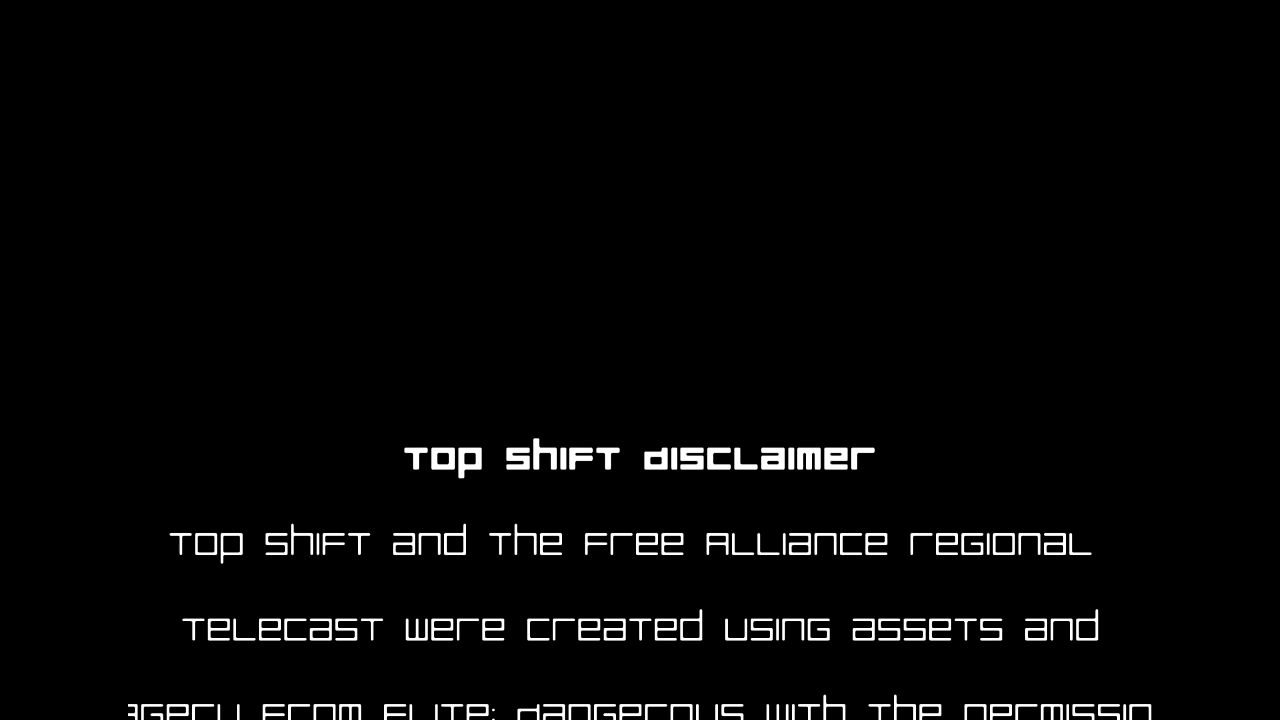 Top Shift Disclaimer
Top Shift and the Free Alliance Regional
Telecast were created using assets and
from Elite: Dangerous with the